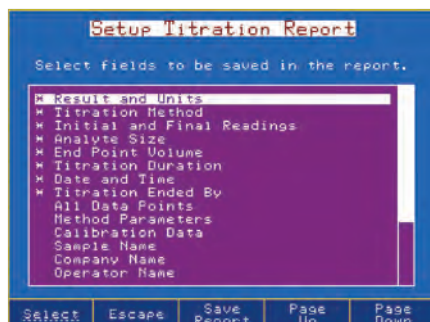 Setup Titration Report
Select fields to be saved in the report.
* Result and Units
* Titration Method
* Initial and Final Readings
* Analyte Size
* End Point Volume
* Titration Duration
* Date and Time
* Titration Ended By
All Data Points
Method Parameters
Calibration Data
Sample Name
Company Name
Operator Name
Select Escape Save Report Page Up Page Down